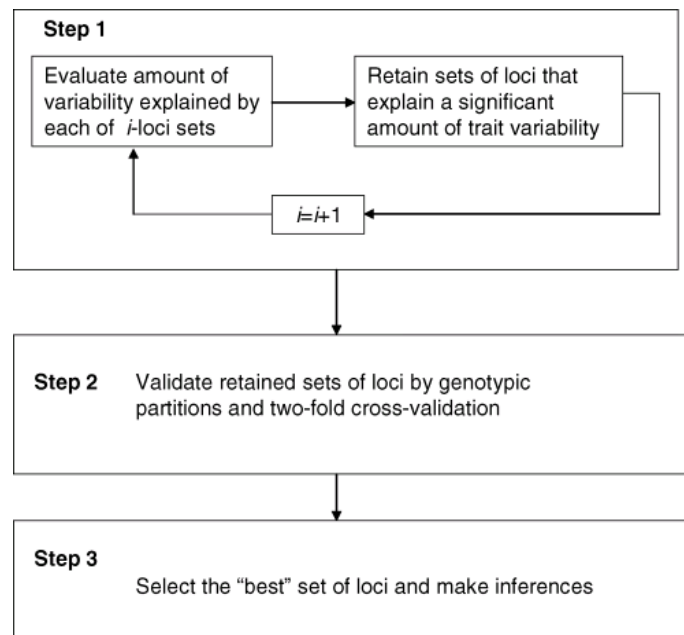 Step 1
Evaluate amount of
variability explained by
each of i-loci sets
Retain sets of loci that
explain a significant
amount of trait variability
i=i+1
Step 2
Validate retained sets of loci by genotypic
partitions and two-fold cross-validation
Step 3
Select the “best” set of loci and make inferences